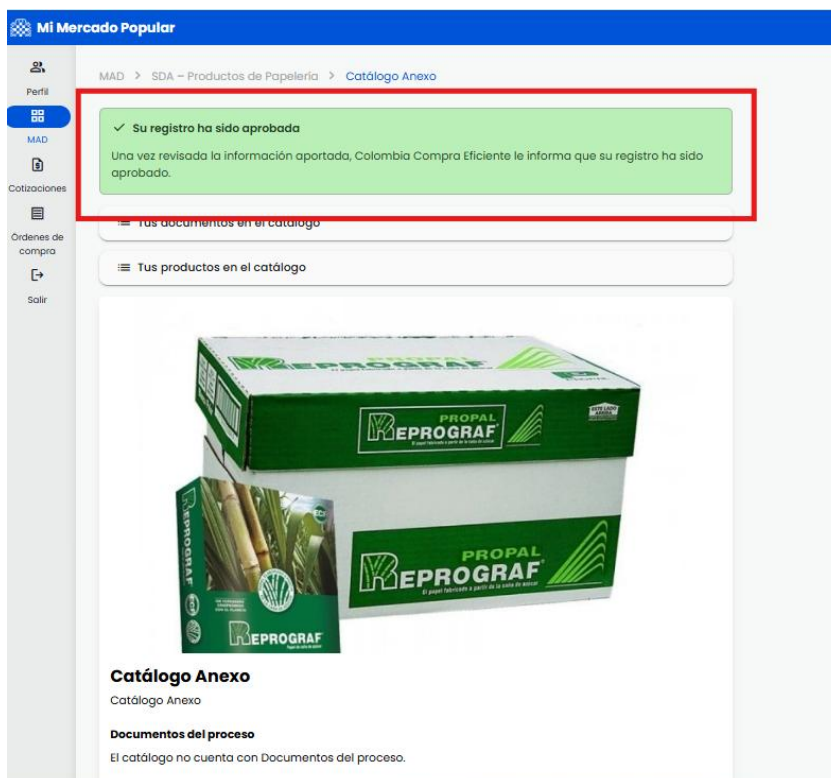 Mi Mercado Popular
Perfil
MAD
Cotizaciones
Órdenes de
compra
Salir
MAD > SDA – Productos de Papelería > Catálogo Anexo
Su registro ha sido aprobada
Una vez revisada la información aportada, Colombia Compra Eficiente le informa que su registro ha sido
aprobado.
Tus documentos en el catálogo
Tus productos en el catálogo
PROPAL
REPROGRAF
PROPAL
REPROGRAF
El papel fabricado a partir de la caña de azúcar
PROPAL
REPROGRAF
El papel fabricado a partir de la caña de azúcar
REPROGRAF
REPROGRAF
Catálogo Anexo
Catálogo Anexo
Documentos del proceso
El catálogo no cuenta con Documentos del proceso.